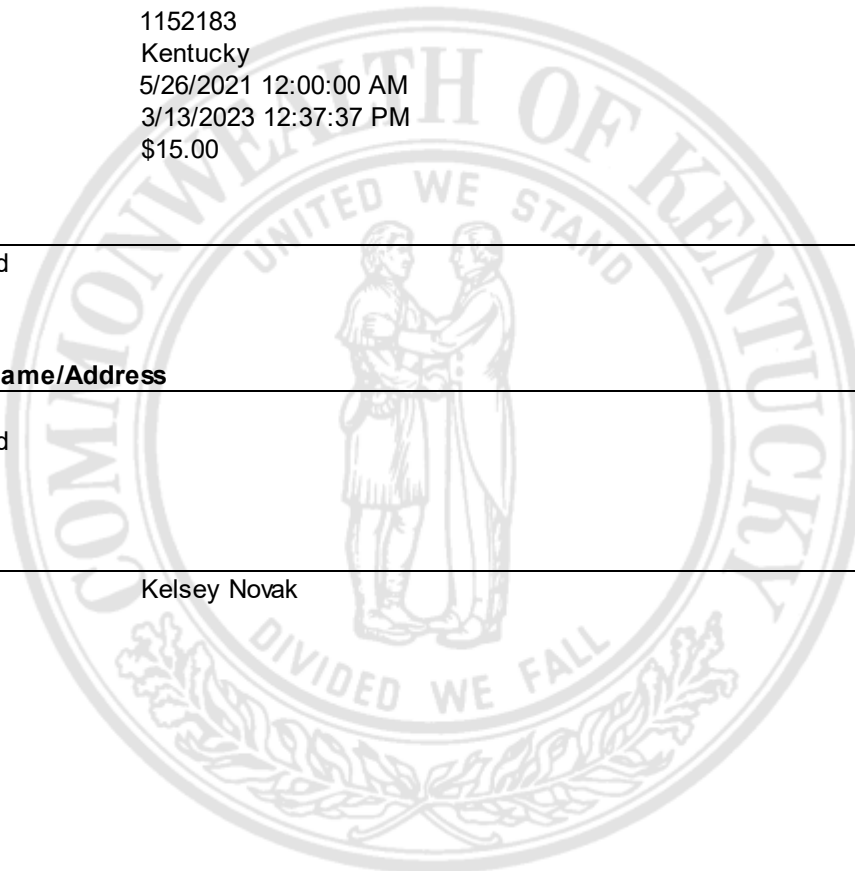 1152183
Kentucky
5/26/2021 12:00:00 AM
3/13/2023 12:37:37 PM
$15.00
COMMONWEALTH OF KENTUCKY
UNITED WE STAND
d
ame/Address
d
Kelsey Novak
DIVIDED WE FALL